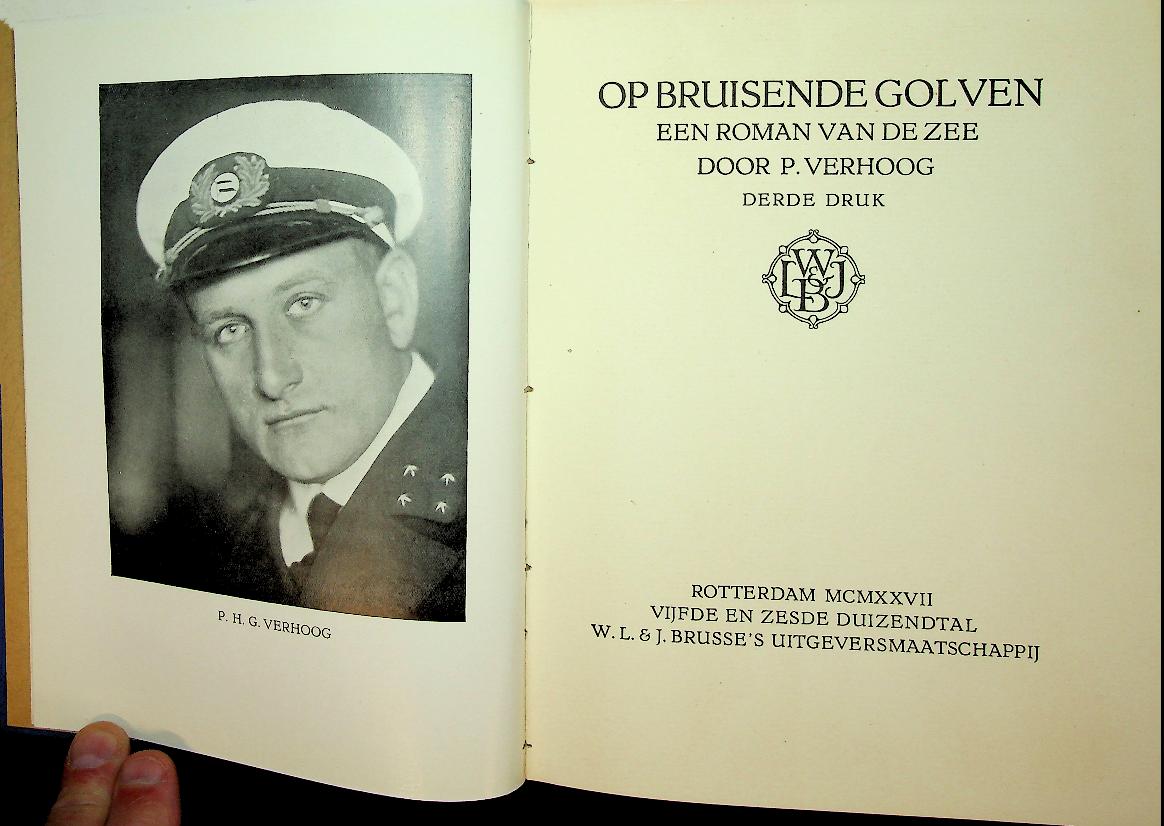 P. H. G. VERHOOG
OP BRUISENDE GOLVEN
EEN ROMAN VAN DE ZEE
DOOR P. VERHOOG
DERDE DRUK
W
L & J
B
ROTTERDAM MCMXXVII
VIJFDE EN ZESDE DUIZENDTAL
W. L. & J. BRUSSE'S UITGEVERSMAATSCHAPPIJ